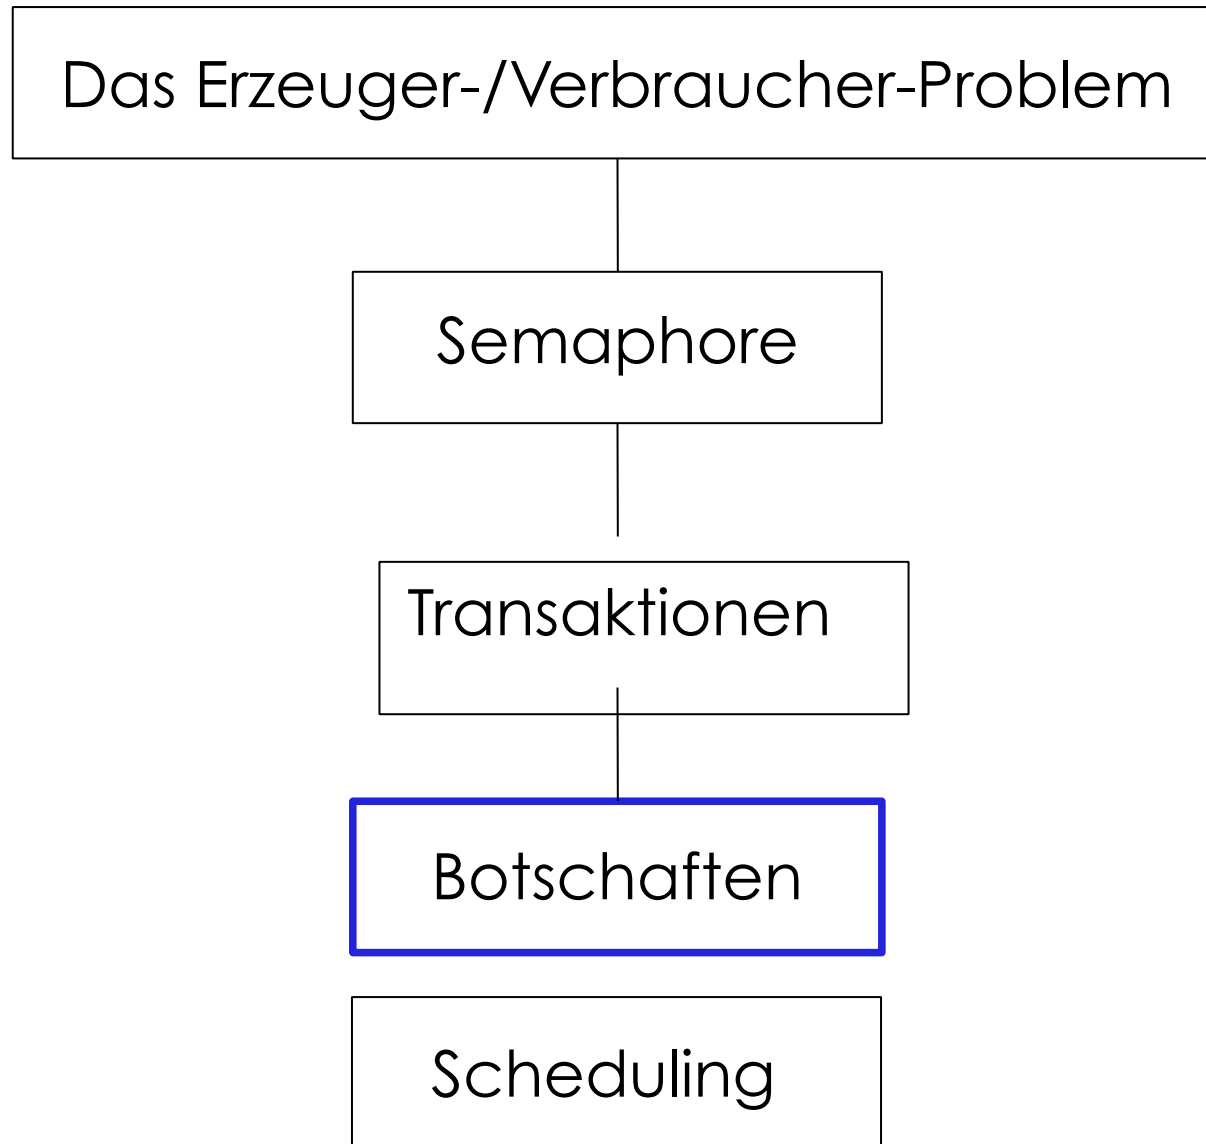 Das Erzeuger-/Verbraucher-Problem
Semaphore
Transaktionen
Botschaften
Scheduling